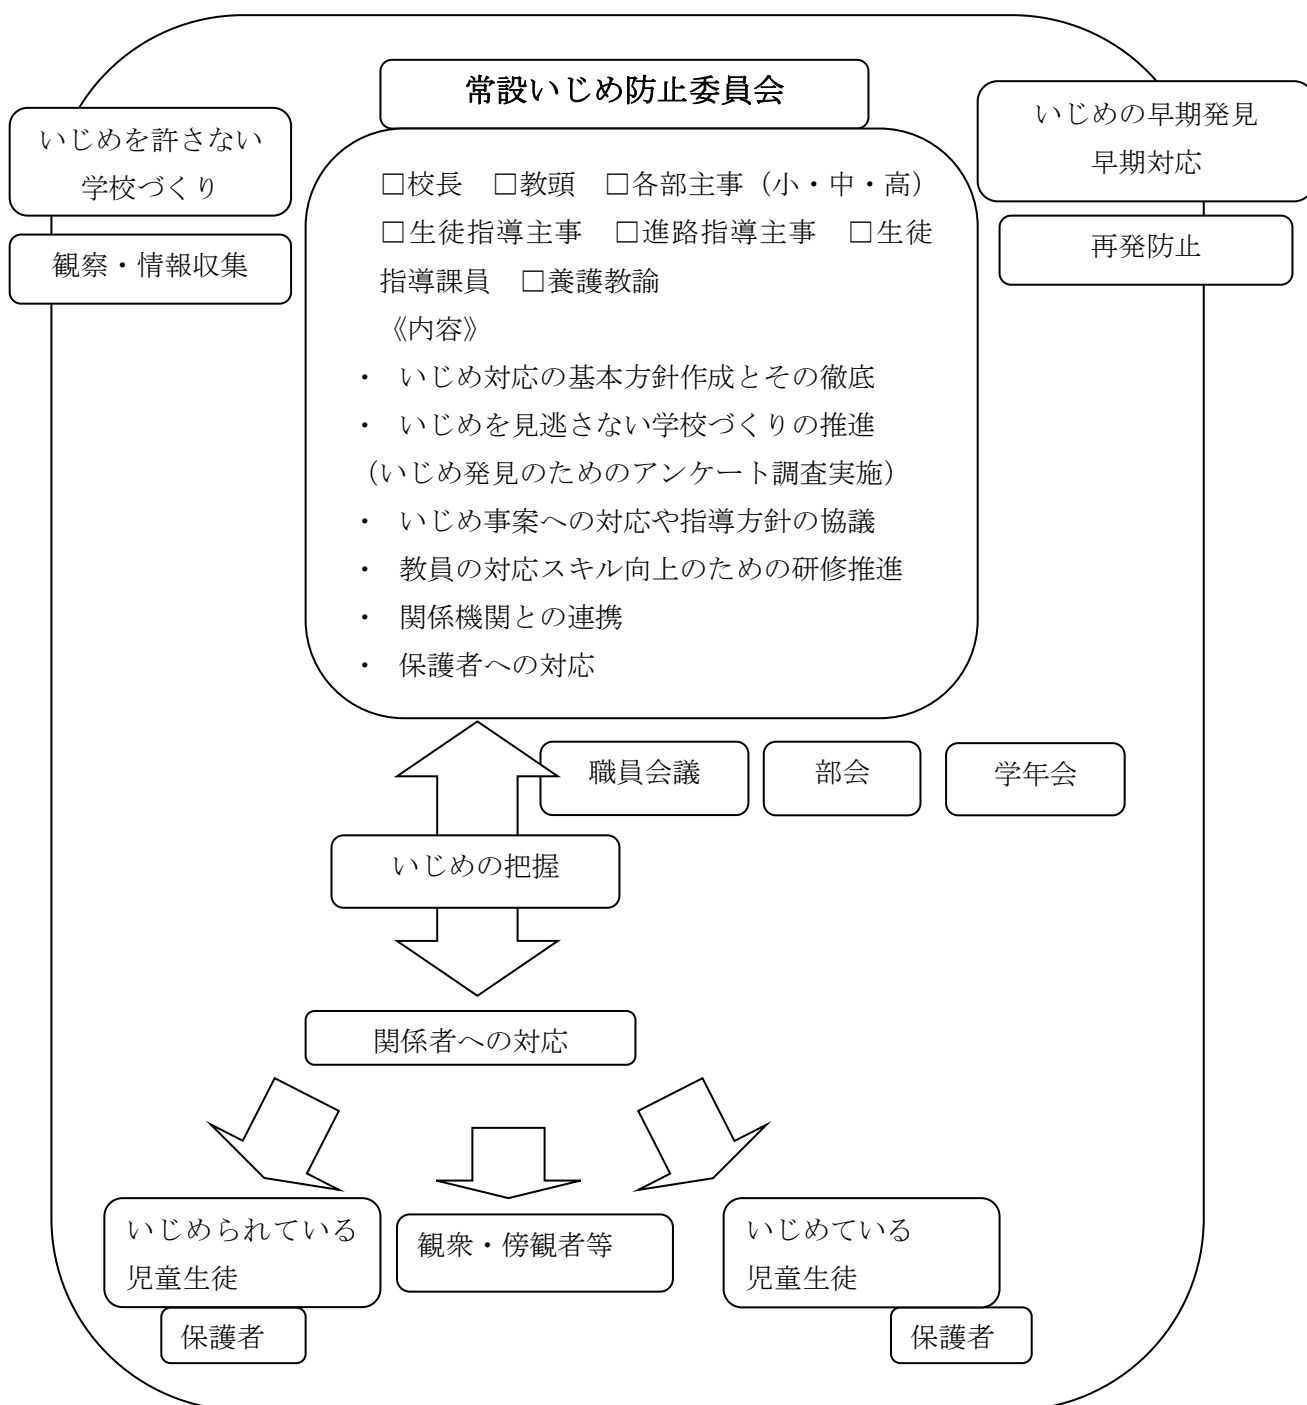 常設いじめ防止委員会
いじめを許さない
学校づくり
観察・情報収集
いじめの早期発見
早期対応
再発防止
□校長　□教頭　□各部主事（小・中・高）
□生徒指導主事　□進路指導主事　□生徒
指導課員　□養護教諭
《内容》
・　いじめ対応の基本方針作成とその徹底
・　いじめを見逃さない学校づくりの推進
（いじめ発見のためのアンケート調査実施）
・　いじめ事案への対応や指導方針の協議
・　教員の対応スキル向上のための研修推進
・　関係機関との連携
・　保護者への対応
職員会議
部会
学年会
いじめの把握
関係者への対応
いじめられている
児童生徒
保護者
観衆・傍観者等
いじめている
児童生徒
保護者